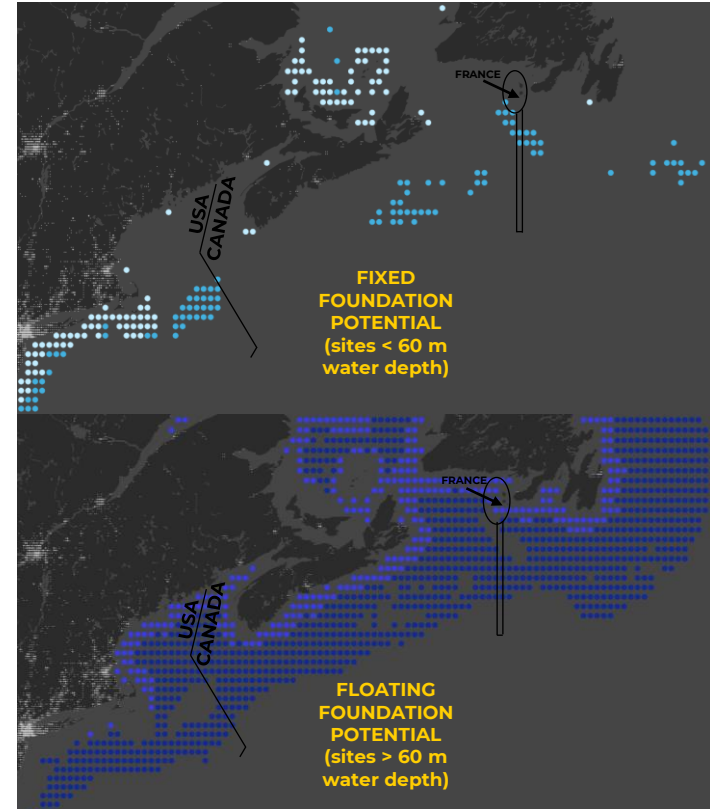 FRANCE
USA
CANADA
FIXED
FOUNDATION
POTENTIAL
(sites < 60 m
water depth)
FRANCE
USA
CANADA
FLOATING
FOUNDATION
POTENTIAL
(sites > 60 m
water depth)